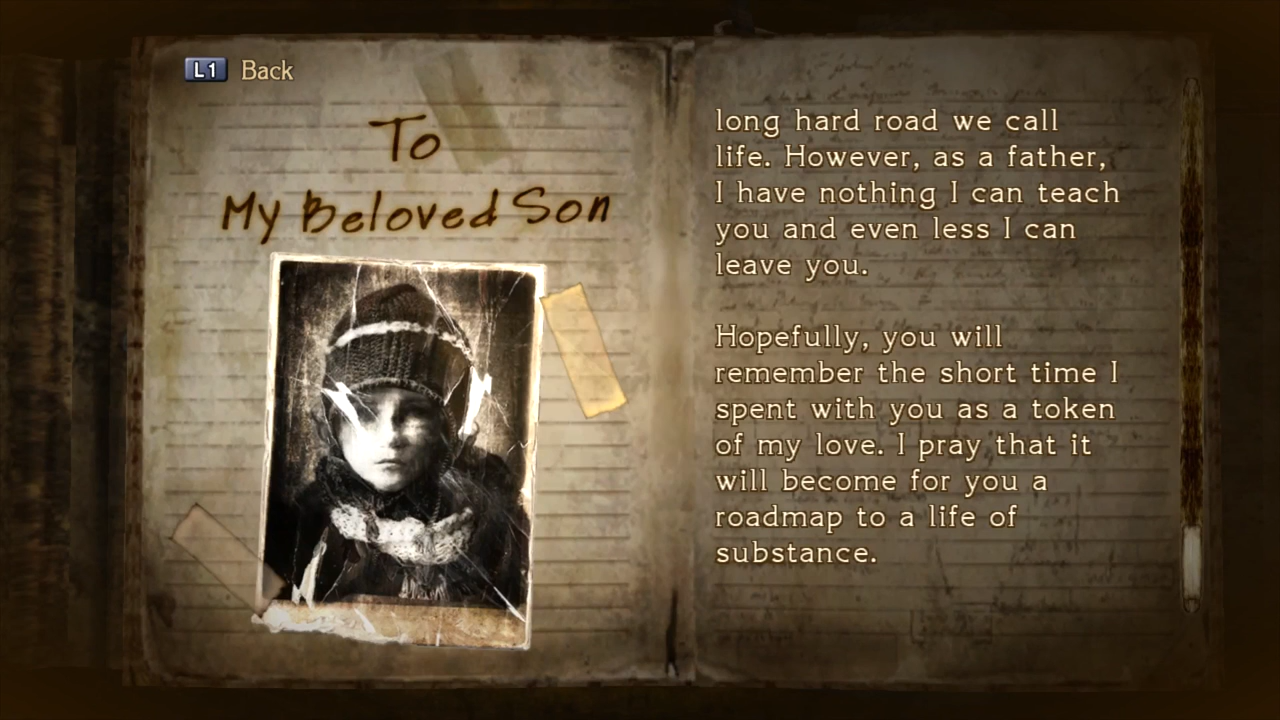 L1 Back
To
My Beloved Son
long hard road we call
life. However, as a father,
I have nothing I can teach
you and even less I can
leave you.
Hopefully, you will
remember the short time I
spent with you as a token
of my love. I pray that it
will become for you a
roadmap to a life of
substance.